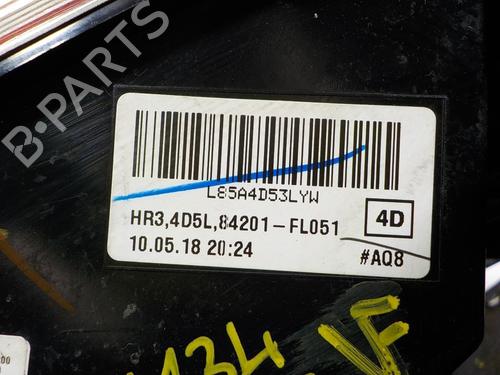 B-PARTS
L85A4D53LYW
HR3,4D5L,84201-FL051
4D
10.05.18 20:24
#AQ8